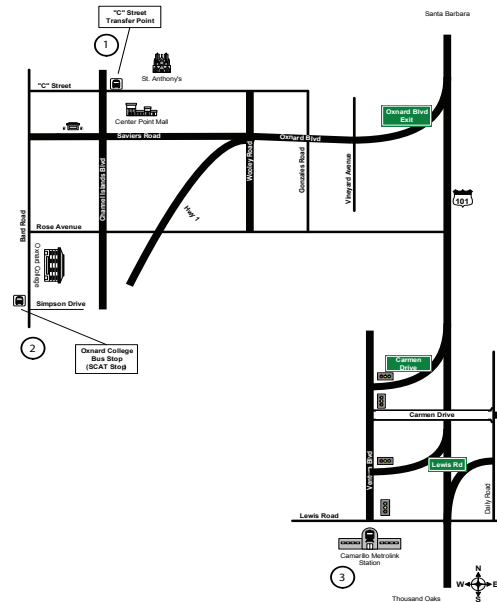 Santa Barbara
"C" Street
Transfer Point
1
St. Anthony's
"C" Street
Center Point Mall
Oxnard Blvd
Exit
Saviers Road
Oxnard Blvd
Channel Islands Blvd
Wooley Road
Gonzales Road
Vineyard Avenue
Hwy 1
101
Bard Road
Rose Avenue
Oxnard College
Simpson Drive
2
Oxnard College
Bus Stop
(SCAT Stop)
Carmen
Drive
Carmen Drive
Ventura Blvd
Lewis Rd
Daily Road
Lewis Road
Camarillo Metrolink
Station
3
N
W
E
S
Thousand Oaks